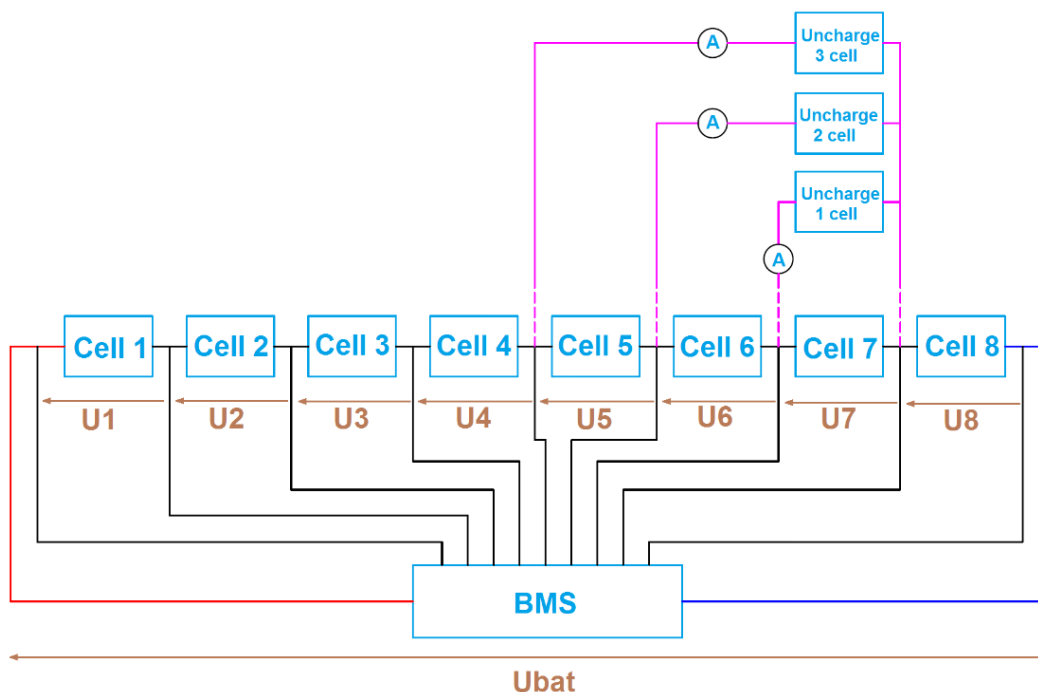 A
Uncharge
3 cell
A
Uncharge
2 cell
Uncharge
1 cell
A
Cell 1
Cell 2
Cell 3
Cell 4
Cell 5
Cell 6
Cell 7
Cell 8
U1
U2
U3
U4
U5
U6
U7
U8
BMS
Ubat